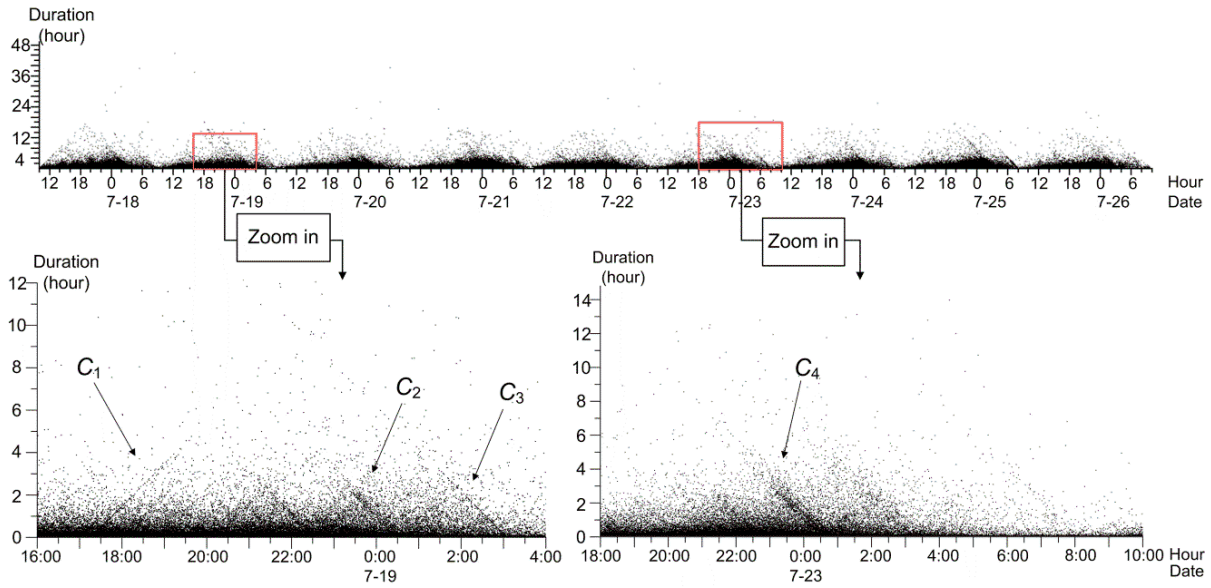 Duration
(hour)
48
36
24
12
4
12 18 0 6 12 18 0 6 12 18 0 6 12 18 0 6 12 18 0 6 12 18 0 6 12 18 0 6 12 18 0 6 12 18 0 6 Hour
7-18 7-19 7-20 7-21 7-22 7-23 7-24 7-25 7-26 Date
Zoom in
Zoom in
Duration
(hour)
12
10
8
6
4
2
0
C1
C2
C3
16:00 18:00 20:00 22:00 0:00 2:00 4:00
7-19
Duration
(hour)
14
12
10
8
6
4
2
0
C4
18:00 20:00 22:00 0:00 2:00 4:00 6:00 8:00 10:00 Hour
7-23 Date